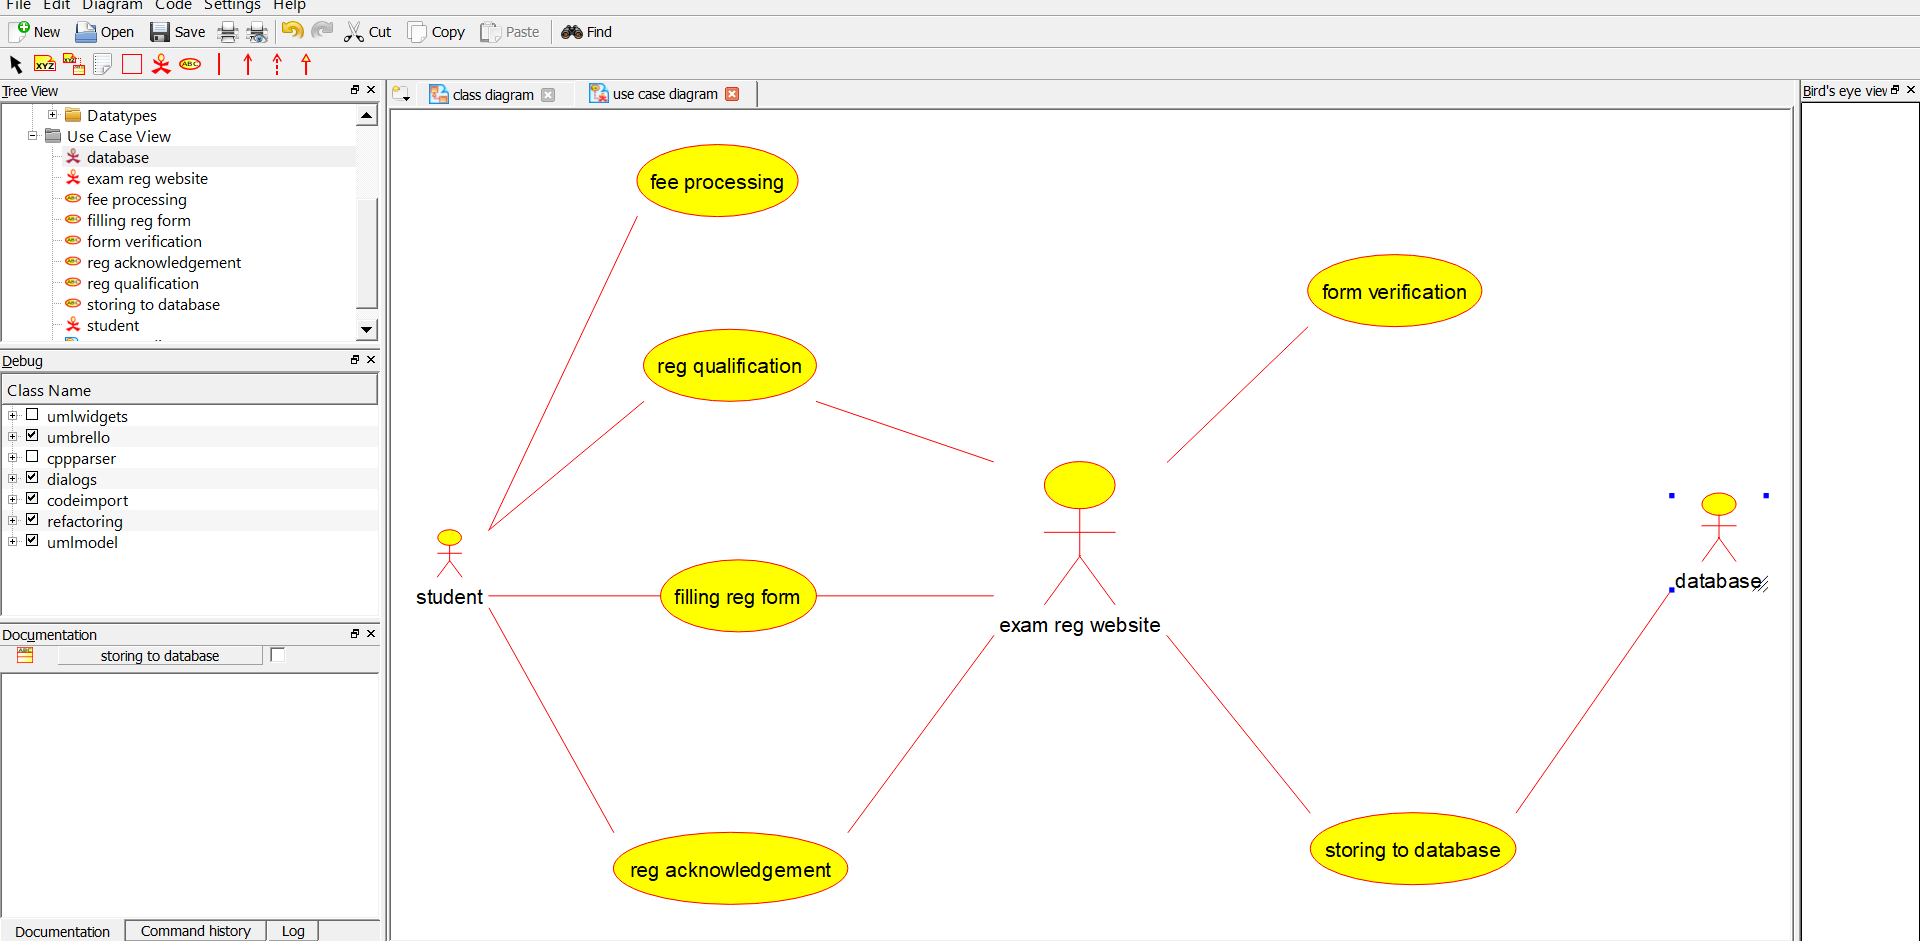 File Edit Diagram Code Settings Help
New Open Save Cut Copy Paste Find
XYZ XYZ ABC
Tree View
Datatypes
Use Case View
database
exam reg website
fee processing
filling reg form
form verification
reg acknowledgement
reg qualification
storing to database
student
Debug
Class Name
umlwidgets
umbrello
cppparser
dialogs
codeimport
refactoring
umlmodel
Documentation
storing to database
Documentation Command history Log
class diagram use case diagram
fee processing
form verification
reg qualification
student
filling reg form
exam reg website
database
reg acknowledgement
storing to database
Bird's eye view